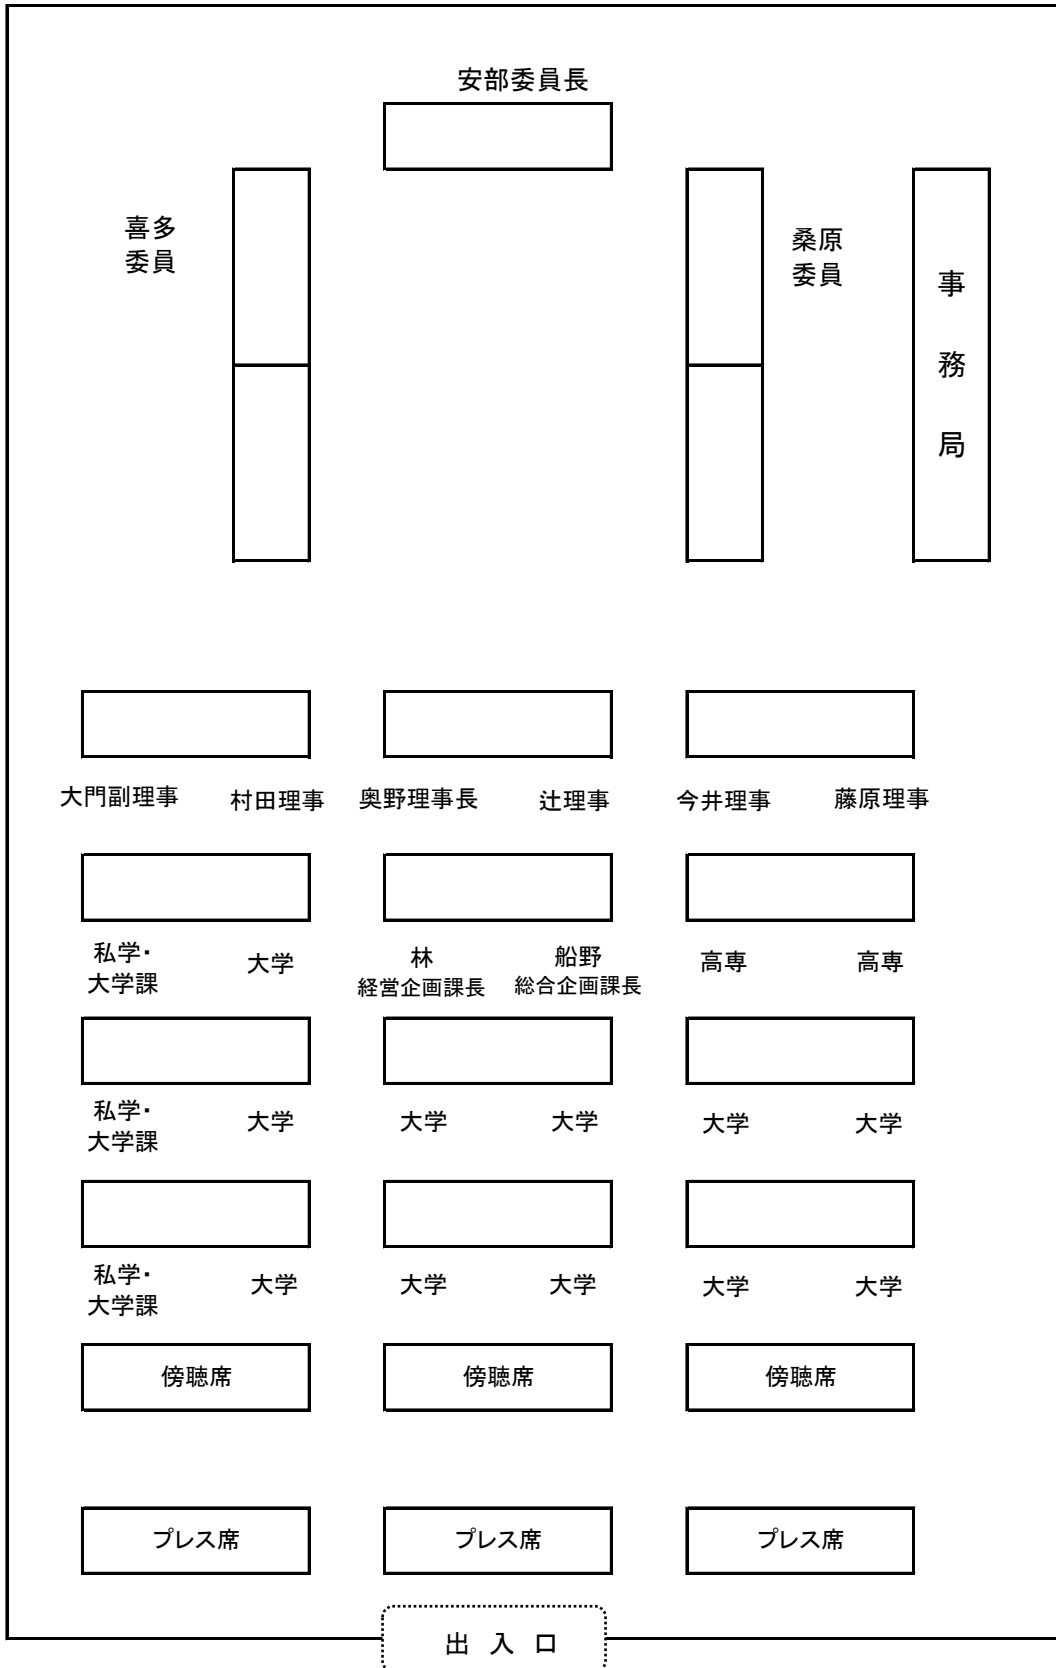 安部委員長
喜多
委員
桑原
委員
事
務
局
大門副理事
村田理事
奥野理事長
辻理事
今井理事
藤原理事
私学・
大学課
大学
林
経営企画課長
船野
総合企画課長
高専
高専
私学・
大学課
大学
大学
大学
大学
大学
私学・
大学課
大学
大学
大学
大学
大学
傍聴席
傍聴席
傍聴席
プレス席
プレス席
プレス席
出 入 口